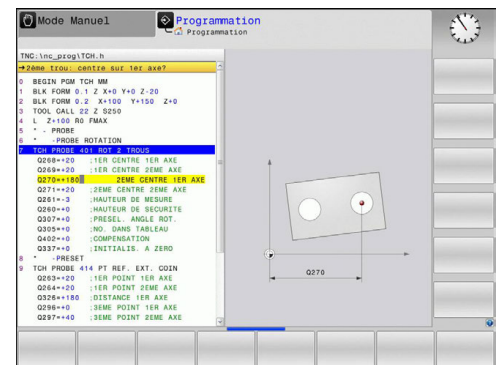 Mode Manuel
Programmation
Programmation
TNC:\nc_prog\TCH.h
→2ème trou: centre sur 1er axe?
0 BEGIN PGM TCH MM
1 BLK FORM 0.1 Z X+0 Y+0 Z-20
2 BLK FORM 0.2 X+100 Y+150 Z+0
3 TOOL CALL 22 Z S250
4 L Z+100 R0 FMAX
5 * - PROBE
6 * -PROBE ROTATION
7 TCH PROBE 401 ROT 2 TROUS
Q268=+20 ;1ER CENTRE 1ER AXE
Q269=+20 ;1ER CENTRE 2EME AXE
Q270=+180 2EME CENTRE 1ER AXE
Q271=+20 ;2EME CENTRE 2EME AXE
Q261=-3 ;HAUTEUR DE MESURE
Q260=+0 ;HAUTEUR DE SECURITE
Q307=+0 ;PRESEL. ANGLE ROT.
Q305=+0 ;NO. DANS TABLEAU
Q402=+0 ;COMPENSATION
Q337=+0 ;INITIALIS. A ZERO
8 * -PRESET
9 TCH PROBE 414 PT REF. EXT. COIN
Q263=+20 ;1ER POINT 1ER AXE
Q264=+20 ;1ER POINT 2EME AXE
Q326=+180 ;DISTANCE 1ER AXE
Q296=+0 ;3EME POINT 1ER AXE
Q297=+40 ;3EME POINT 2EME AXE
Q270